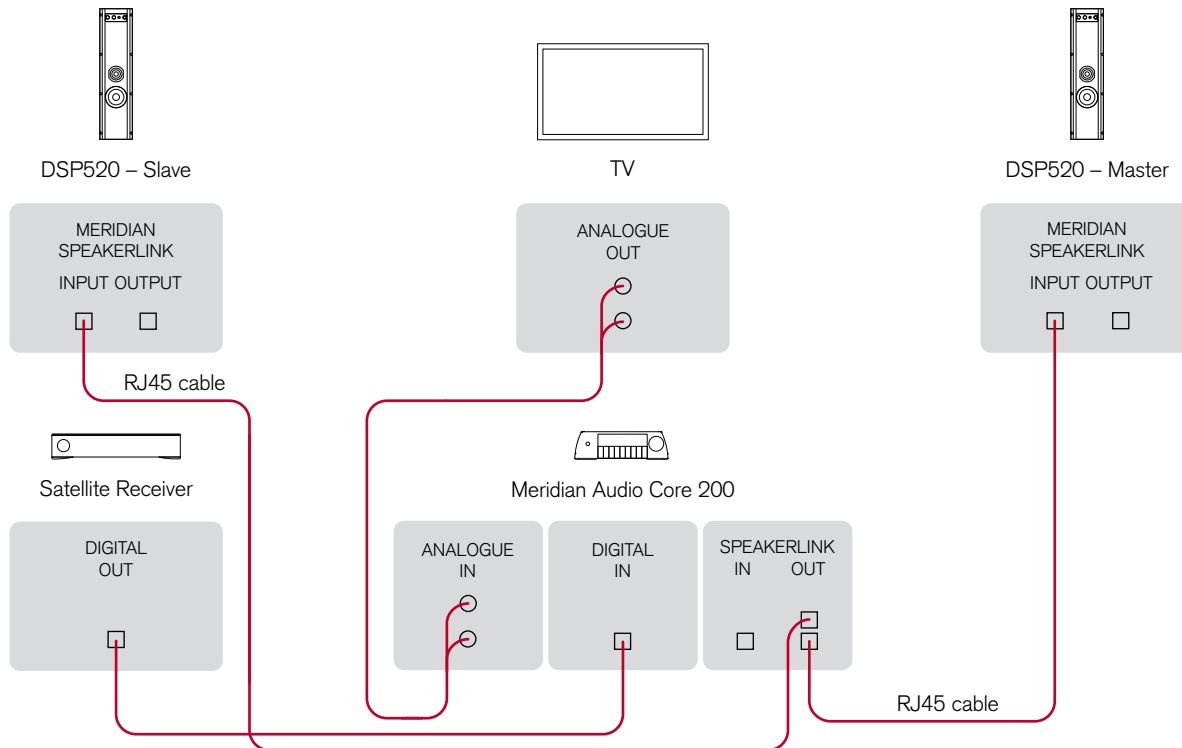 DSP520 – Slave
TV
DSP520 – Master
MERIDIAN
SPEAKERLINK
INPUT OUTPUT
ANALOGUE
OUT
MERIDIAN
SPEAKERLINK
INPUT OUTPUT
RJ45 cable
Satellite Receiver
Meridian Audio Core 200
DIGITAL
OUT
ANALOGUE
IN
DIGITAL
IN
SPEAKERLINK
IN OUT
RJ45 cable